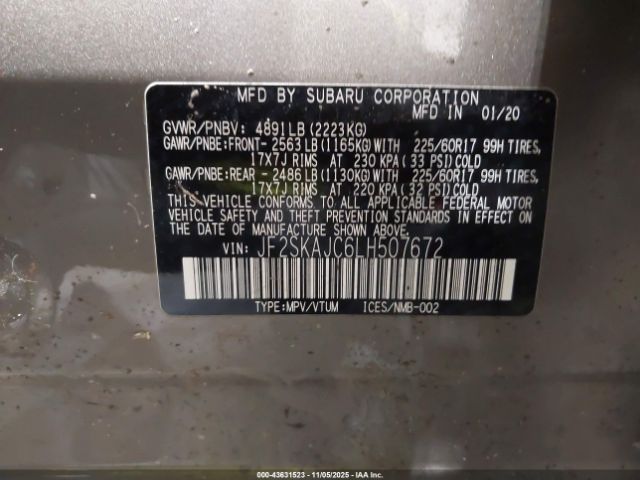 MFD BY SUBARU CORPORATION
MFD IN 01/20
GVWR/PNBV: 4891LB(2223KG)
GAWR/PNBE:FRONT-2563LB(1165KG)WITH 225/60R17 99H TIRES,
17X7J RIMS AT 230 KPA(33 PSI)COLD
GAWR/PNBE:REAR -2486LB(1130KG)WITH 225/60R17 99H TIRES,
17X7J RIMS AT 220 KPA(32 PSI)COLD
THIS VEHICLE CONFORMS TO ALL APPLICABLE FEDERAL MOTOR
VEHICLE SAFETY AND THEFT PREVENTION STANDARDS IN EFFECT ON
THE DATE OF MANUFACTURE SHOWN ABOVE.
VIN: JF2SKAJC6LH507672
TYPE:MPV/VTUM ICES/NMB-002
000-43631523 - 11/05/2025 - IAA Inc.